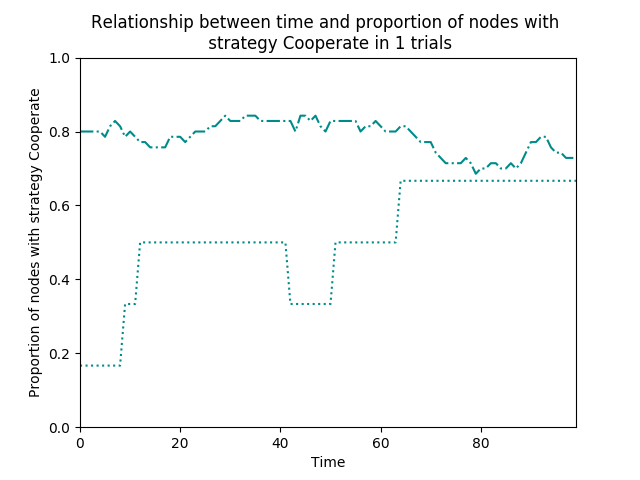 Relationship between time and proportion of nodes with
strategy Cooperate in 1 trials
Proportion of nodes with strategy Cooperate
1.0
0.8
0.6
0.4
0.2
0.0
0
20
40
60
80
Time